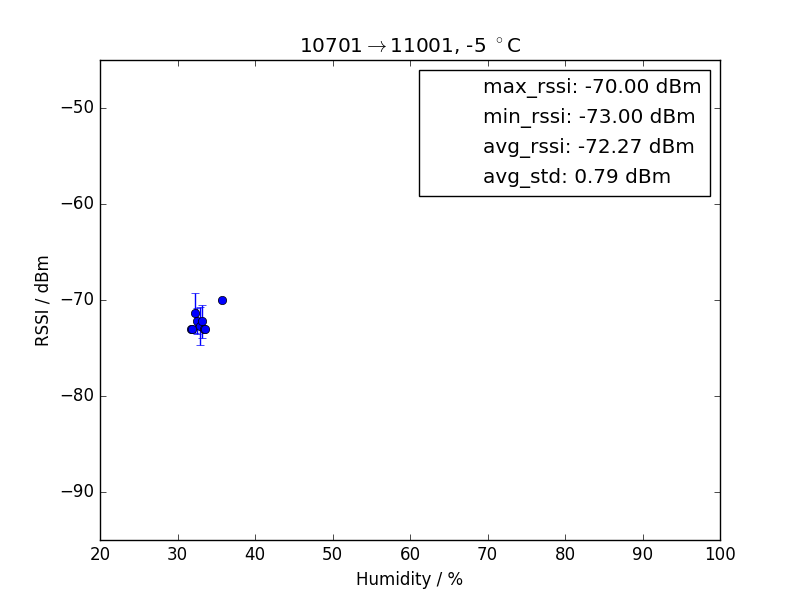 10701→11001, -5 °C
max_rssi: -70.00 dBm
min_rssi: -73.00 dBm
avg_rssi: -72.27 dBm
avg_std: 0.79 dBm
−50
−60
−70
−80
−90
RSSI / dBm
20 30 40 50 60 70 80 90 100
Humidity / %